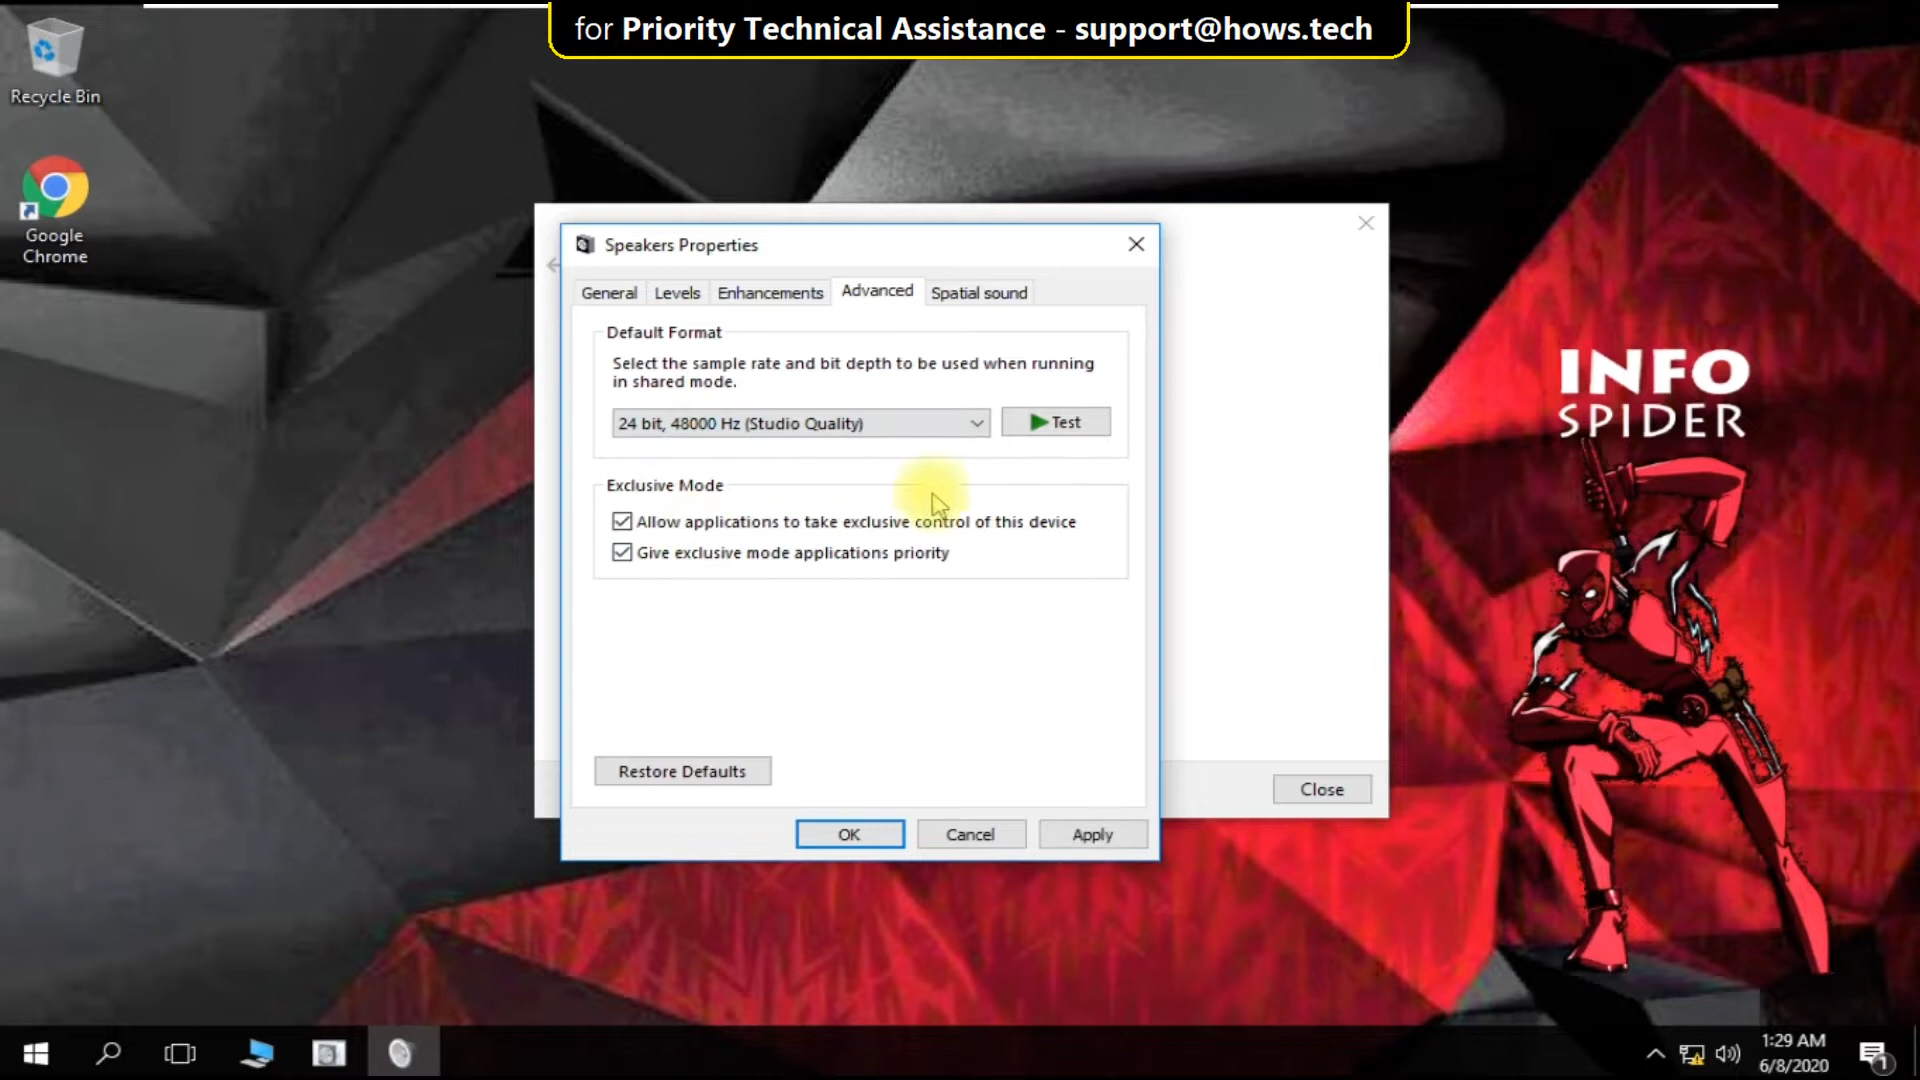 for Priority Technical Assistance - support@hows.tech
Recycle Bin
Google
Chrome
Speakers Properties
General
Levels
Enhancements
Advanced
Spatial sound
Default Format
Select the sample rate and bit depth to be used when running
in shared mode.
24 bit, 48000 Hz (Studio Quality)
Test
Exclusive Mode
Allow applications to take exclusive control of this device
Give exclusive mode applications priority
Restore Defaults
OK
Cancel
Apply
Close
INFO
SPIDER
1:29 AM
6/8/2020
1